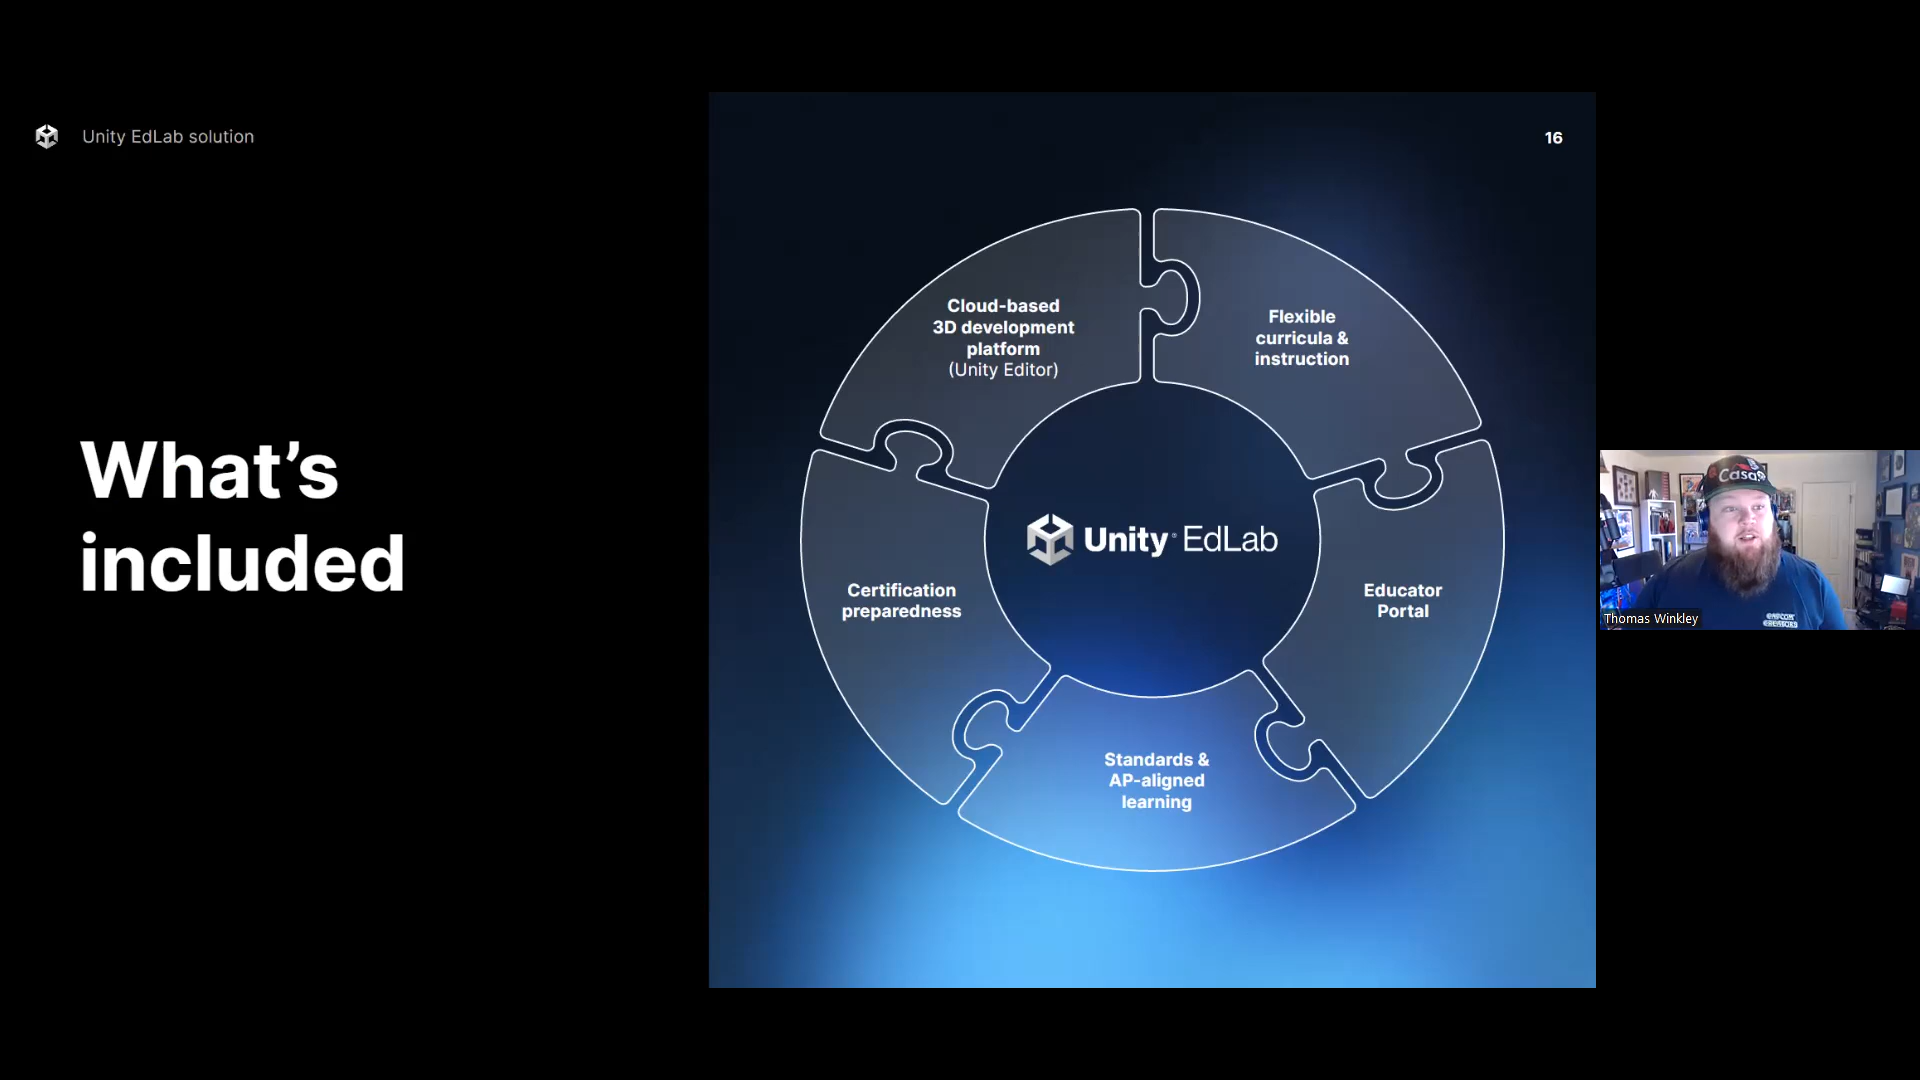 Unity EdLab solution
16
What's
included
Cloud-based
3D development
platform
(Unity Editor)
Flexible
curricula &
instruction
Unity EdLab
Certification
preparedness
Educator
Portal
Standards &
AP-aligned
learning
Thomas Winkley